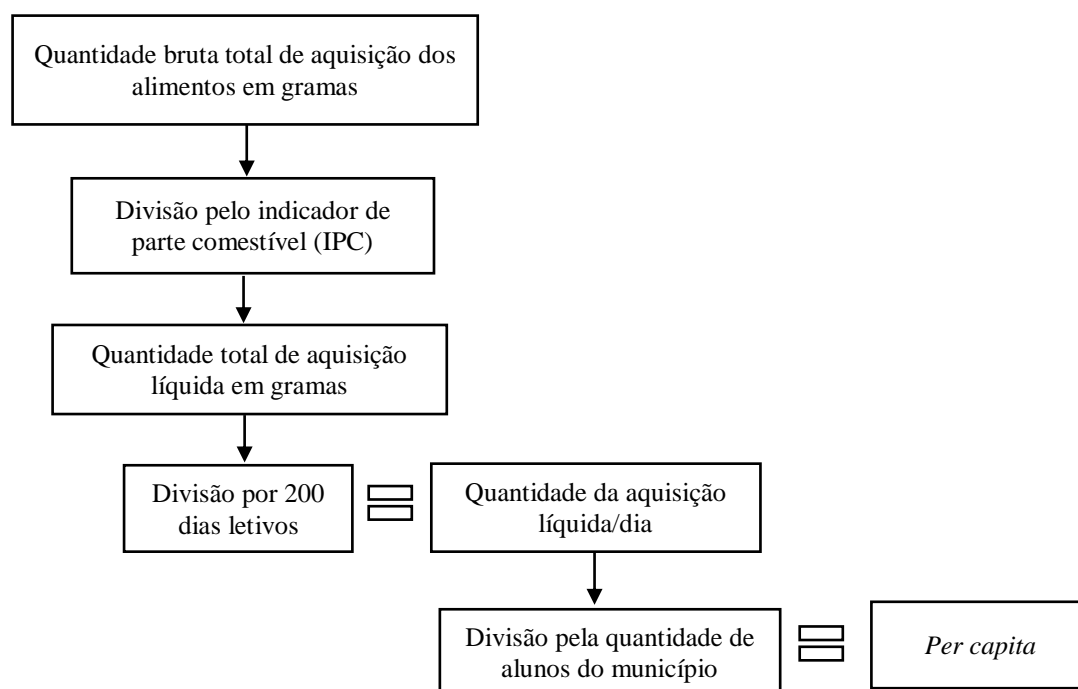 Quantidade bruta total de aquisição dos
alimentos em gramas
Divisão pelo indicador de
parte comestível (IPC)
Quantidade total de aquisição
líquida em gramas
Divisão por 200
dias letivos
Quantidade da aquisição
líquida/dia
Divisão pela quantidade de
alunos do município
Per capita